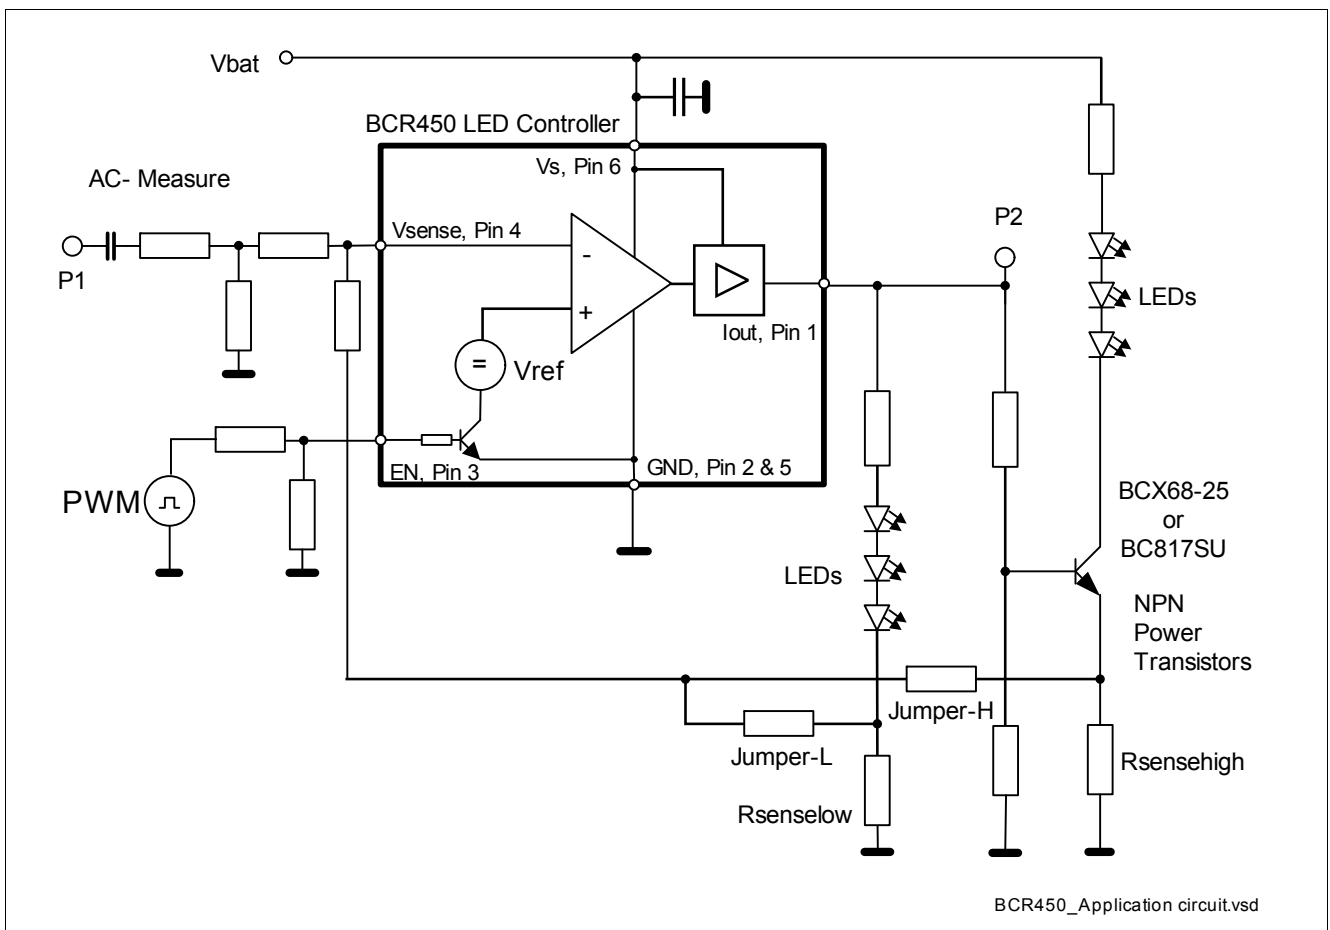 Vbat
BCR450 LED Controller
Vs, Pin 6
AC- Measure
P1
Vsense, Pin 4
-
+
=
Vref
Iout, Pin 1
P2
LEDs
EN, Pin 3
GND, Pin 2 & 5
PWM
LEDs
BCX68-25
or
BC817SU
NPN
Power
Transistors
Jumper-H
Jumper-L
Rsenselow
Rsensehigh
BCR450_Application circuit.vsd